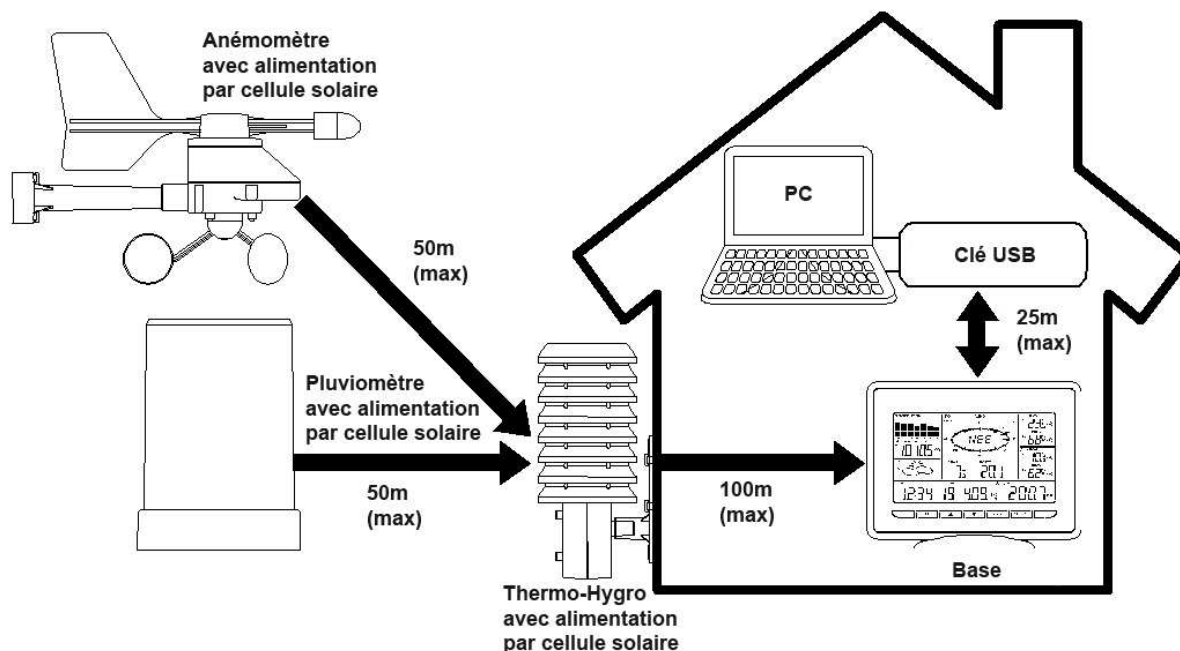 Anémomètre
avec alimentation
par cellule solaire
50m
(max)
PC
Clé USB
25m
(max)
Pluviomètre
avec alimentation
par cellule solaire
50m
(max)
100m
(max)
Base
Thermo-Hygro
avec alimentation
par cellule solaire